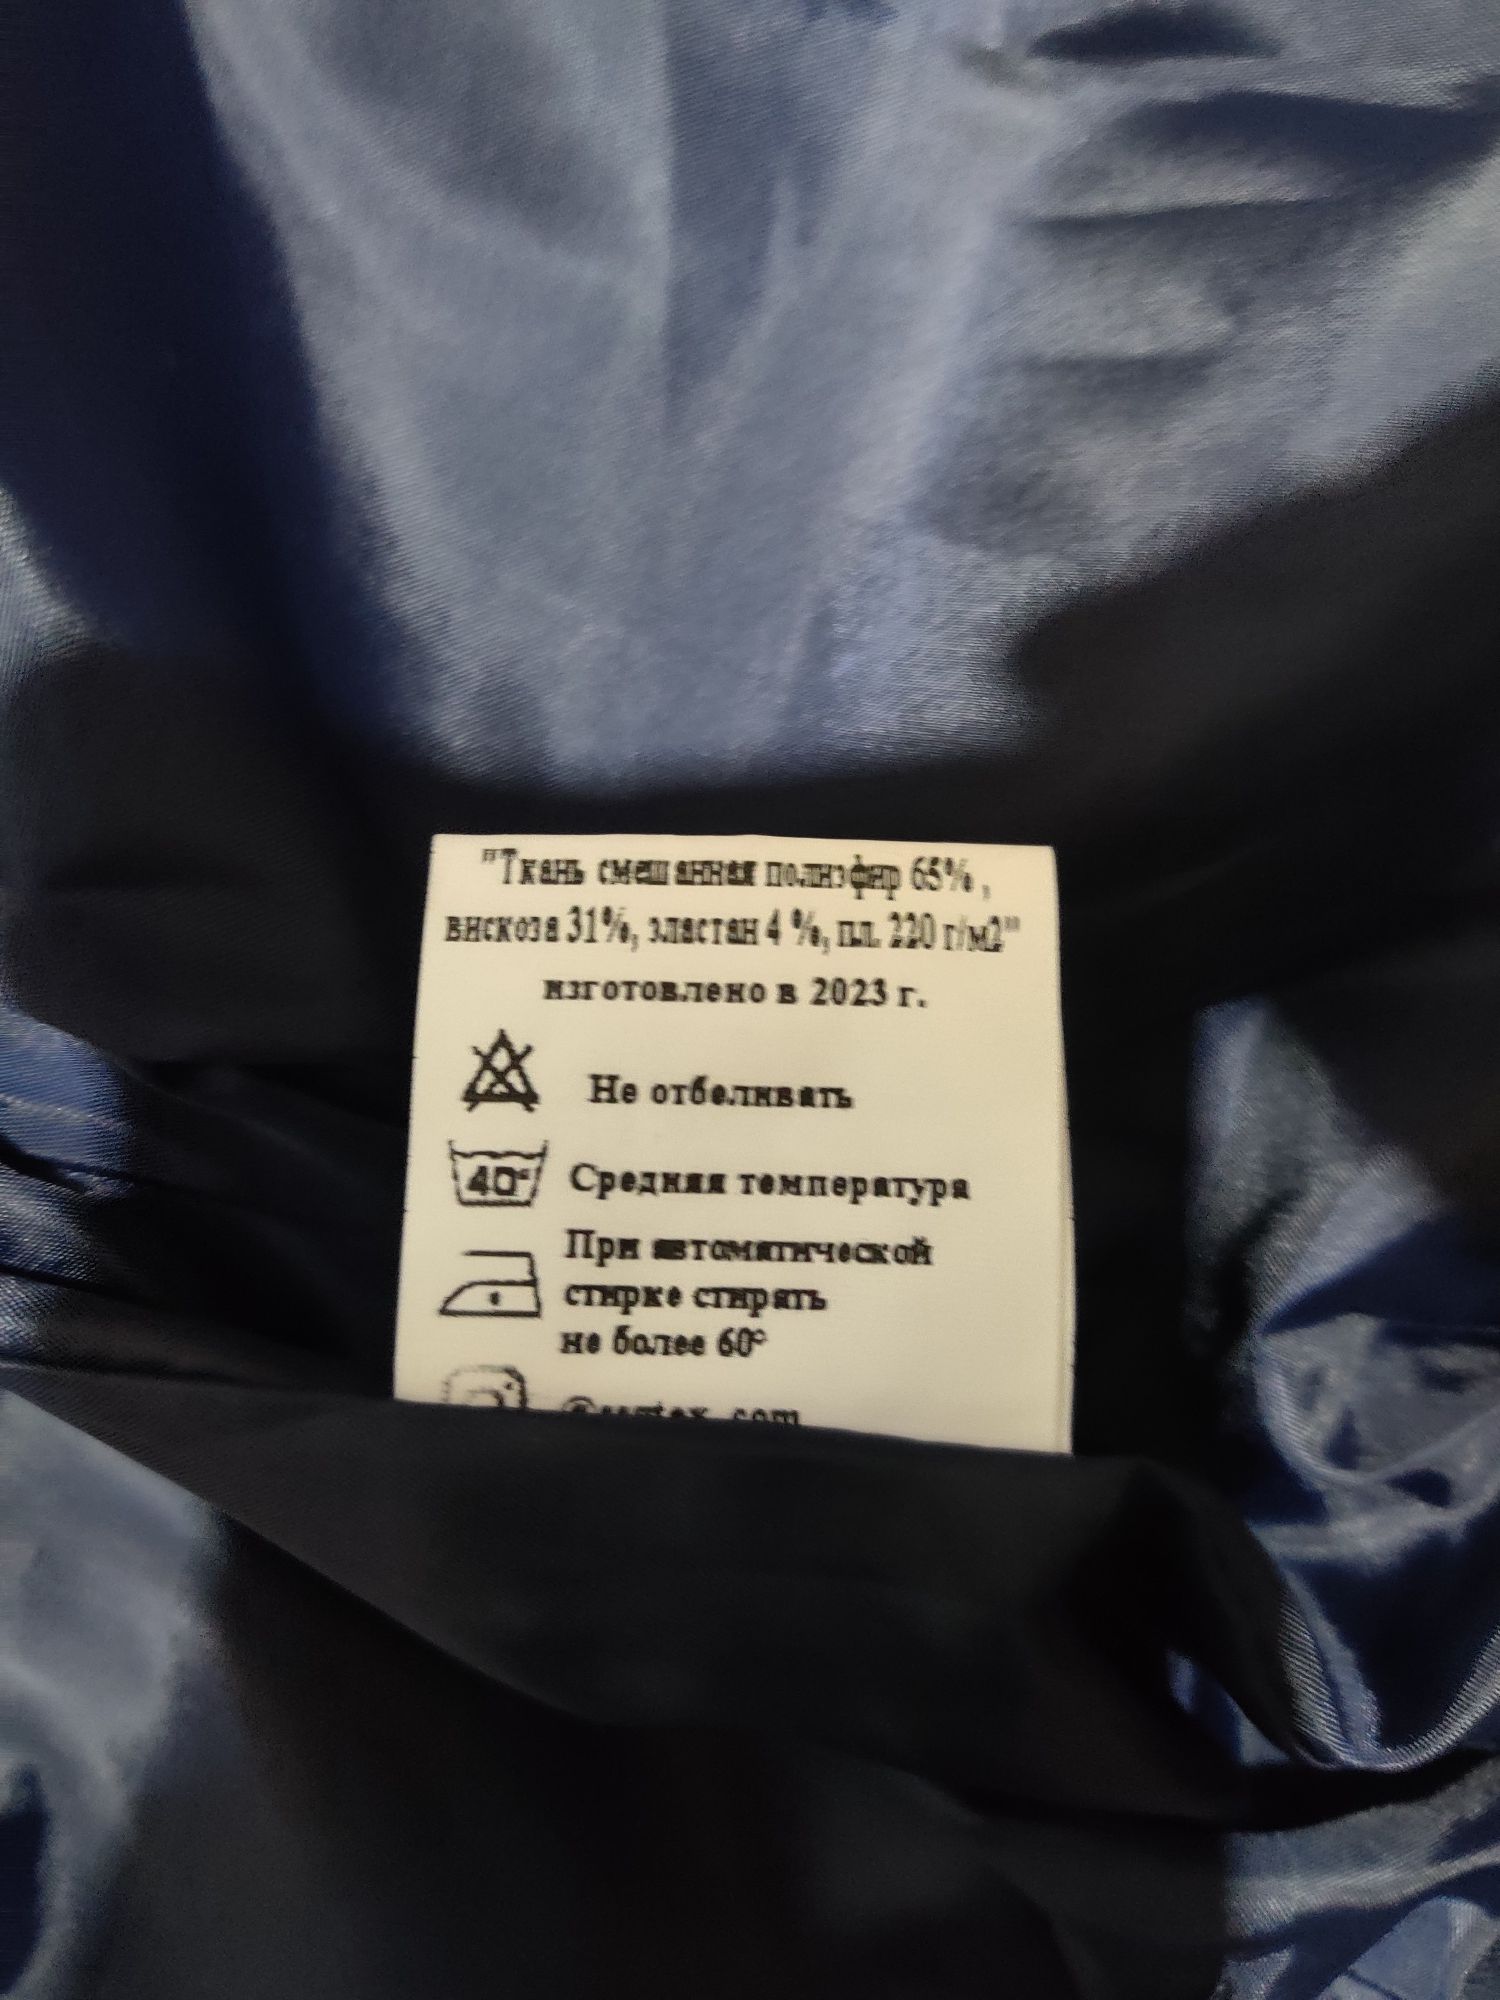 "Ткань смешанная полиэфир 65% ,
вискоза 31%, эластан 4 %, пл. 220 г/м2"
изготовлено в 2023 г.
Не отбеливать
40° Средняя температура
При автоматической
стирке стирять
не более 60°